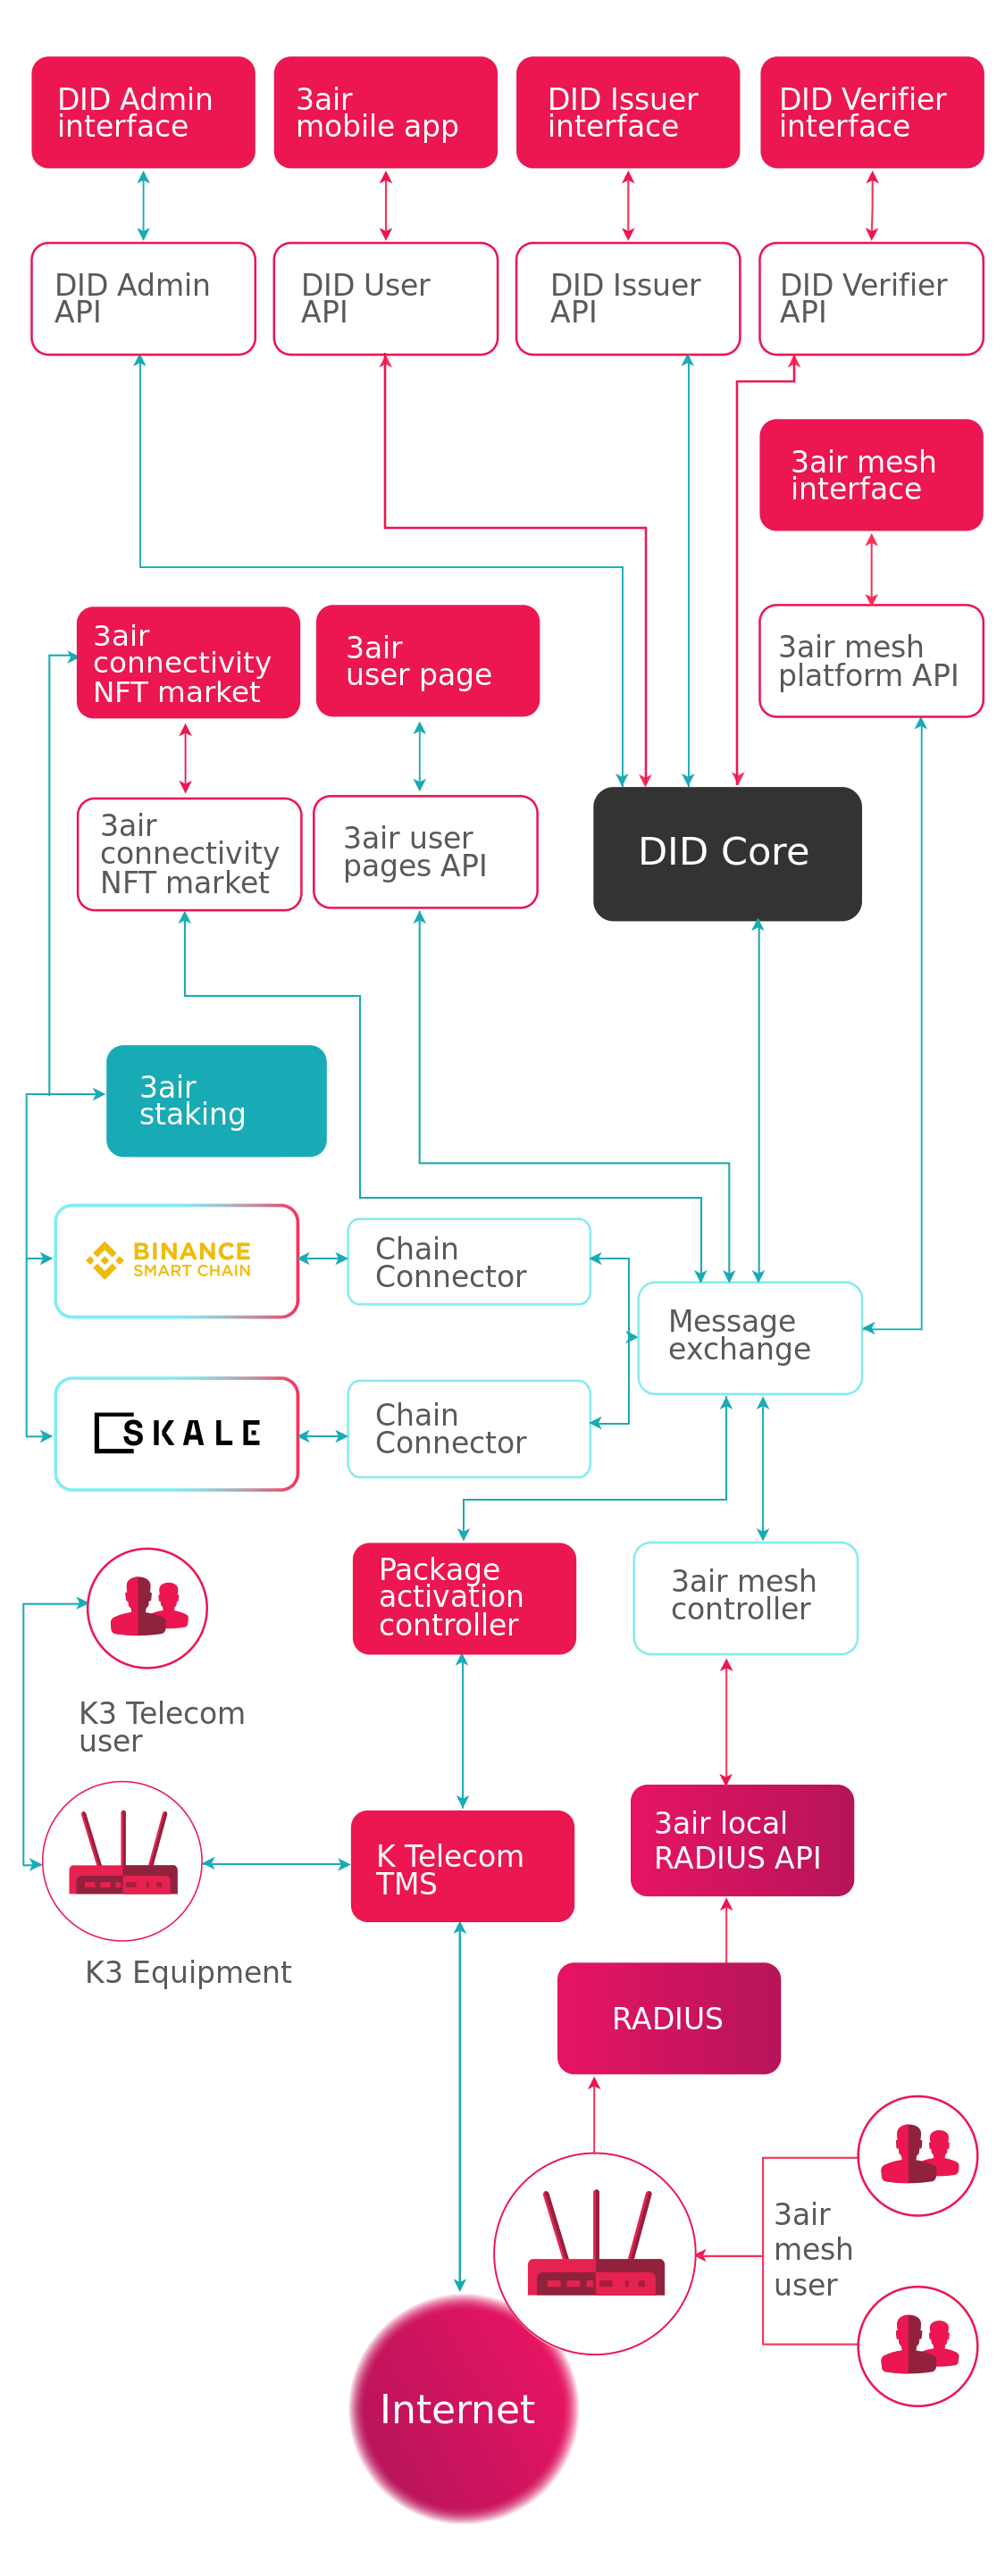 DID Admin
interface
3air
mobile app
DID Issuer
interface
DID Verifier
interface
DID Admin
API
DID User
API
DID Issuer
API
DID Verifier
API
3air mesh
interface
3air
connectivity
NFT market
3air
user page
3air mesh
platform API
3air
connectivity
NFT market
3air user
pages API
DID Core
3air
staking
BINANCE
SMART CHAIN
Chain
Connector
Message
exchange
SKALE
Chain
Connector
Package
activation
controller
3air mesh
controller
K3 Telecom
user
3air local
RADIUS API
K Telecom
TMS
K3 Equipment
RADIUS
3air
mesh
user
Internet